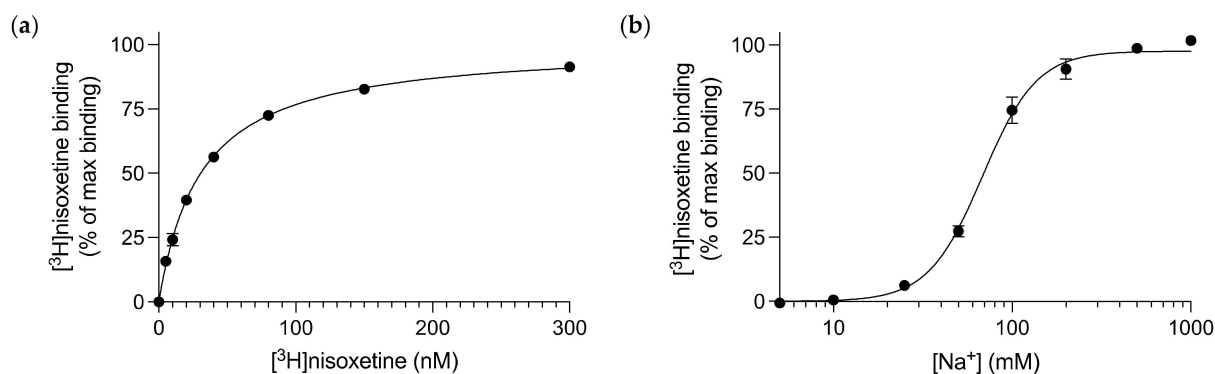 (a)
[³H]nisoxetine binding
(% of max binding)
100
75
50
25
0
0
100
200
300
[³H]nisoxetine (nM)
(b)
[³H]nisoxetine binding
(% of max binding)
100
75
50
25
0
10
100
1000
[Na⁺] (mM)